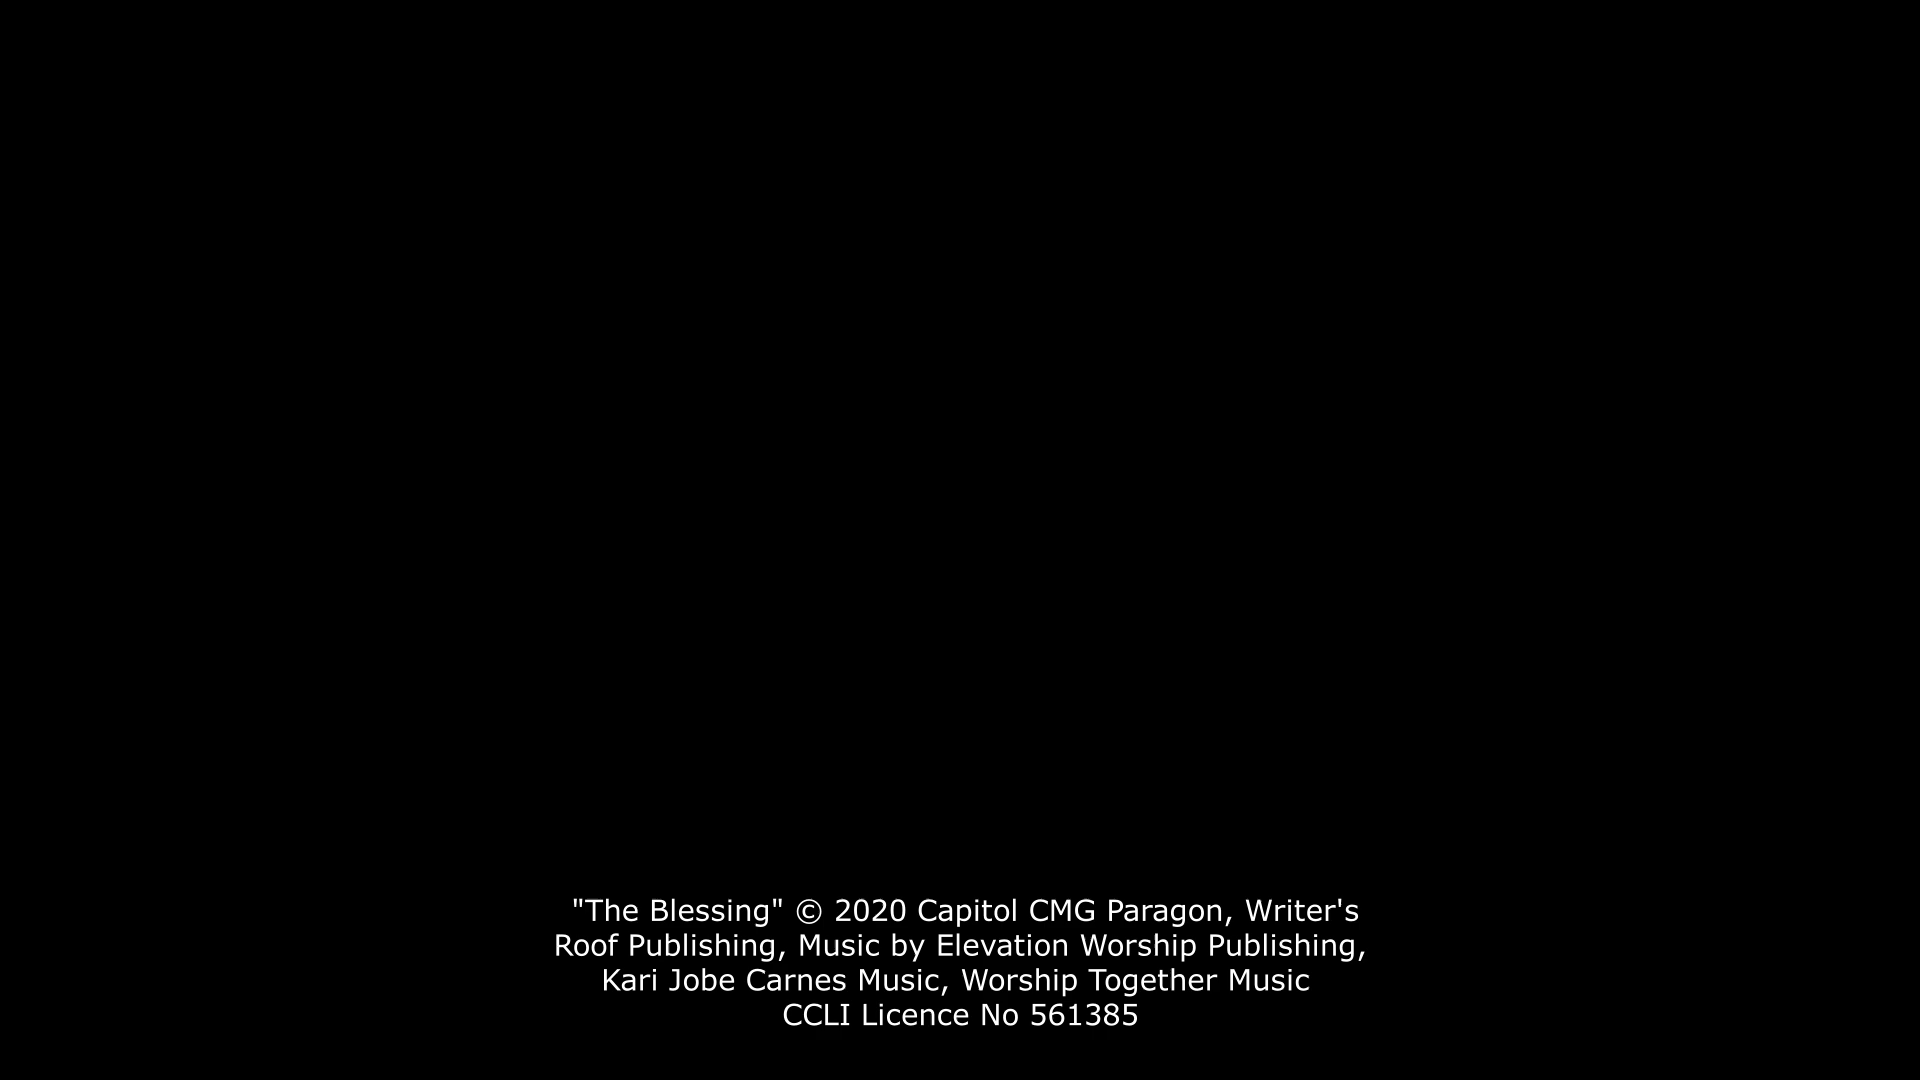 "The Blessing" © 2020 Capitol CMG Paragon, Writer's
Roof Publishing, Music by Elevation Worship Publishing,
Kari Jobe Carnes Music, Worship Together Music
CCLI Licence No 561385